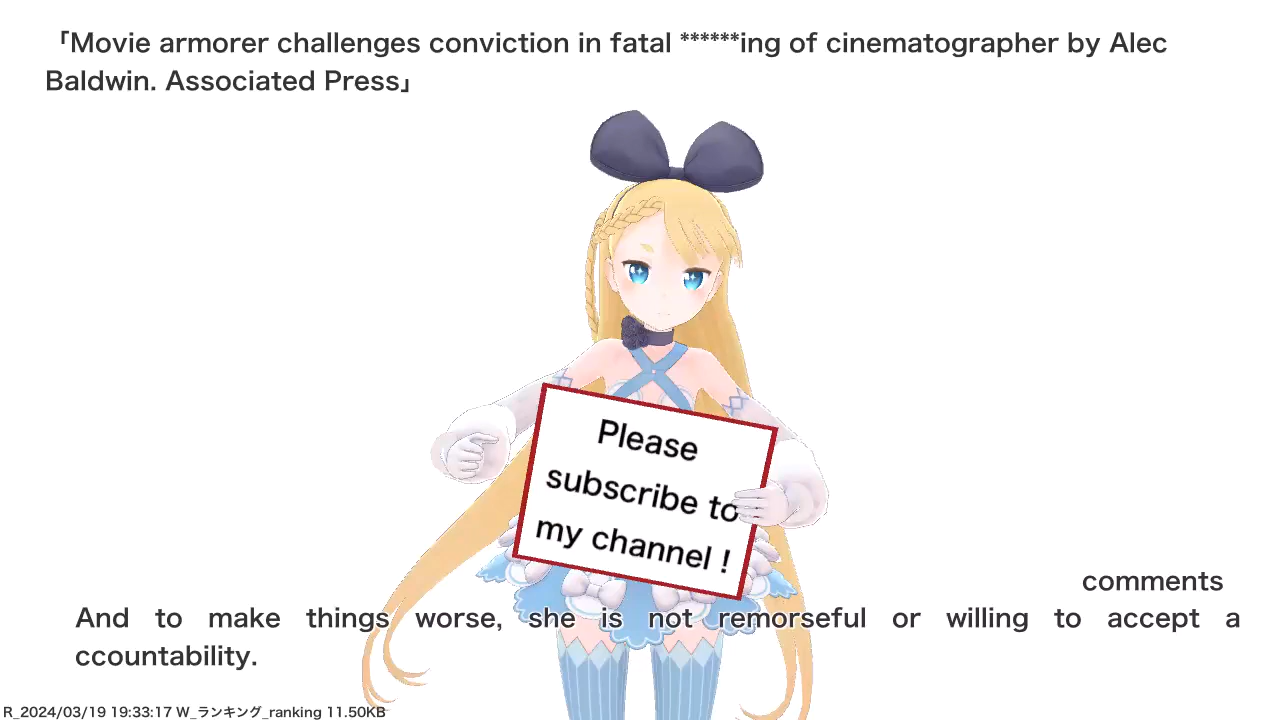 「Movie armorer challenges conviction in fatal ******ing of cinematographer by Alec
Baldwin. Associated Press」
Please
subscribe to
my channel !
comments
And to make things worse, she is not remorseful or willing to accept a
ccountability.
R_2024/03/19 19:33:17 W_ランキング_ranking 11.50KB